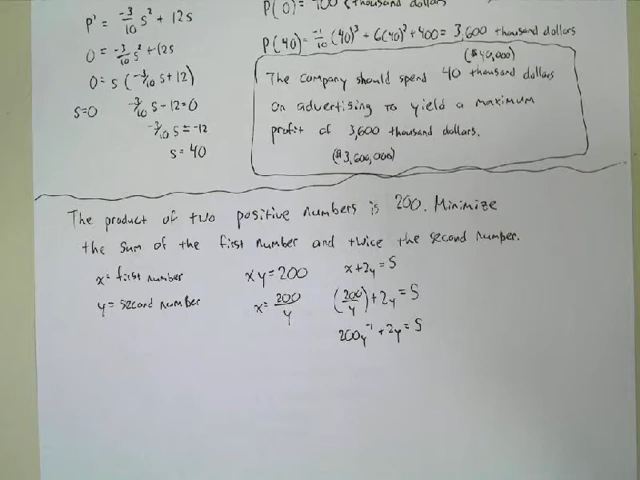 P' = -3/10 s² + 12s
0 = -3/10 s² + 12s
0 = s(-3/10 s + 12)
s=0 -3/10 s - 12 = 0
-3/10 s = -12
s = 40
P(0) = 400 thousand dollars
P(40) = -1/10 (40)³ + 6(40)² + 400 = 3,600 thousand dollars
($40,000)
The company should spend 40 thousand dollars
on advertising to yield a maximum
profit of 3,600 thousand dollars.
($3,600,000)
The product of two positive numbers is 200. Minimize
the sum of the first number and twice the second number.
x = first number
y = second number
xy = 200
x = 200/y
x + 2y = S
(200/y) + 2y = S
200y⁻¹ + 2y = S